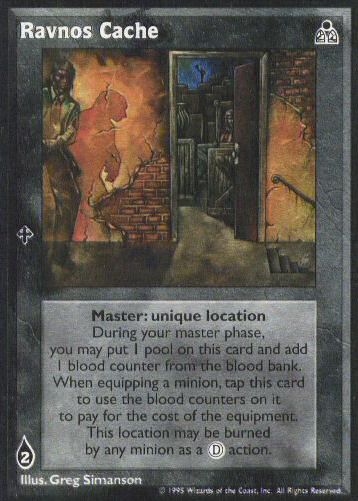 Ravnos Cache
Master: unique location
During your master phase,
you may put 1 pool on this card and add
1 blood counter from the blood bank.
When equipping a minion, tap this card
to use the blood counters on it
to pay for the cost of the equipment.
This location may be burned
by any minion as a D action.
2
Illus. Greg Simanson
© 1995 Wizards of the Coast, Inc. All Rights Reserved.